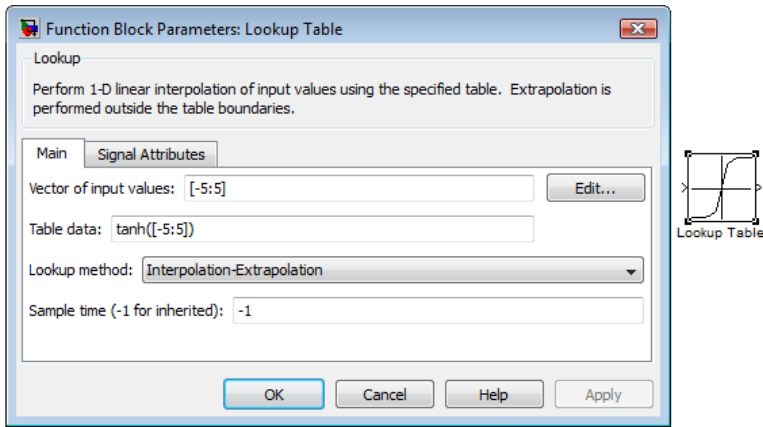 Function Block Parameters: Lookup Table
Lookup
Perform 1-D linear interpolation of input values using the specified table.  Extrapolation is
performed outside the table boundaries.
Main
Signal Attributes
Vector of input values: [-5:5]
Edit...
Table data: tanh([-5:5])
Lookup method: Interpolation-Extrapolation
Sample time (-1 for inherited): -1
OK
Cancel
Help
Apply
Lookup Table